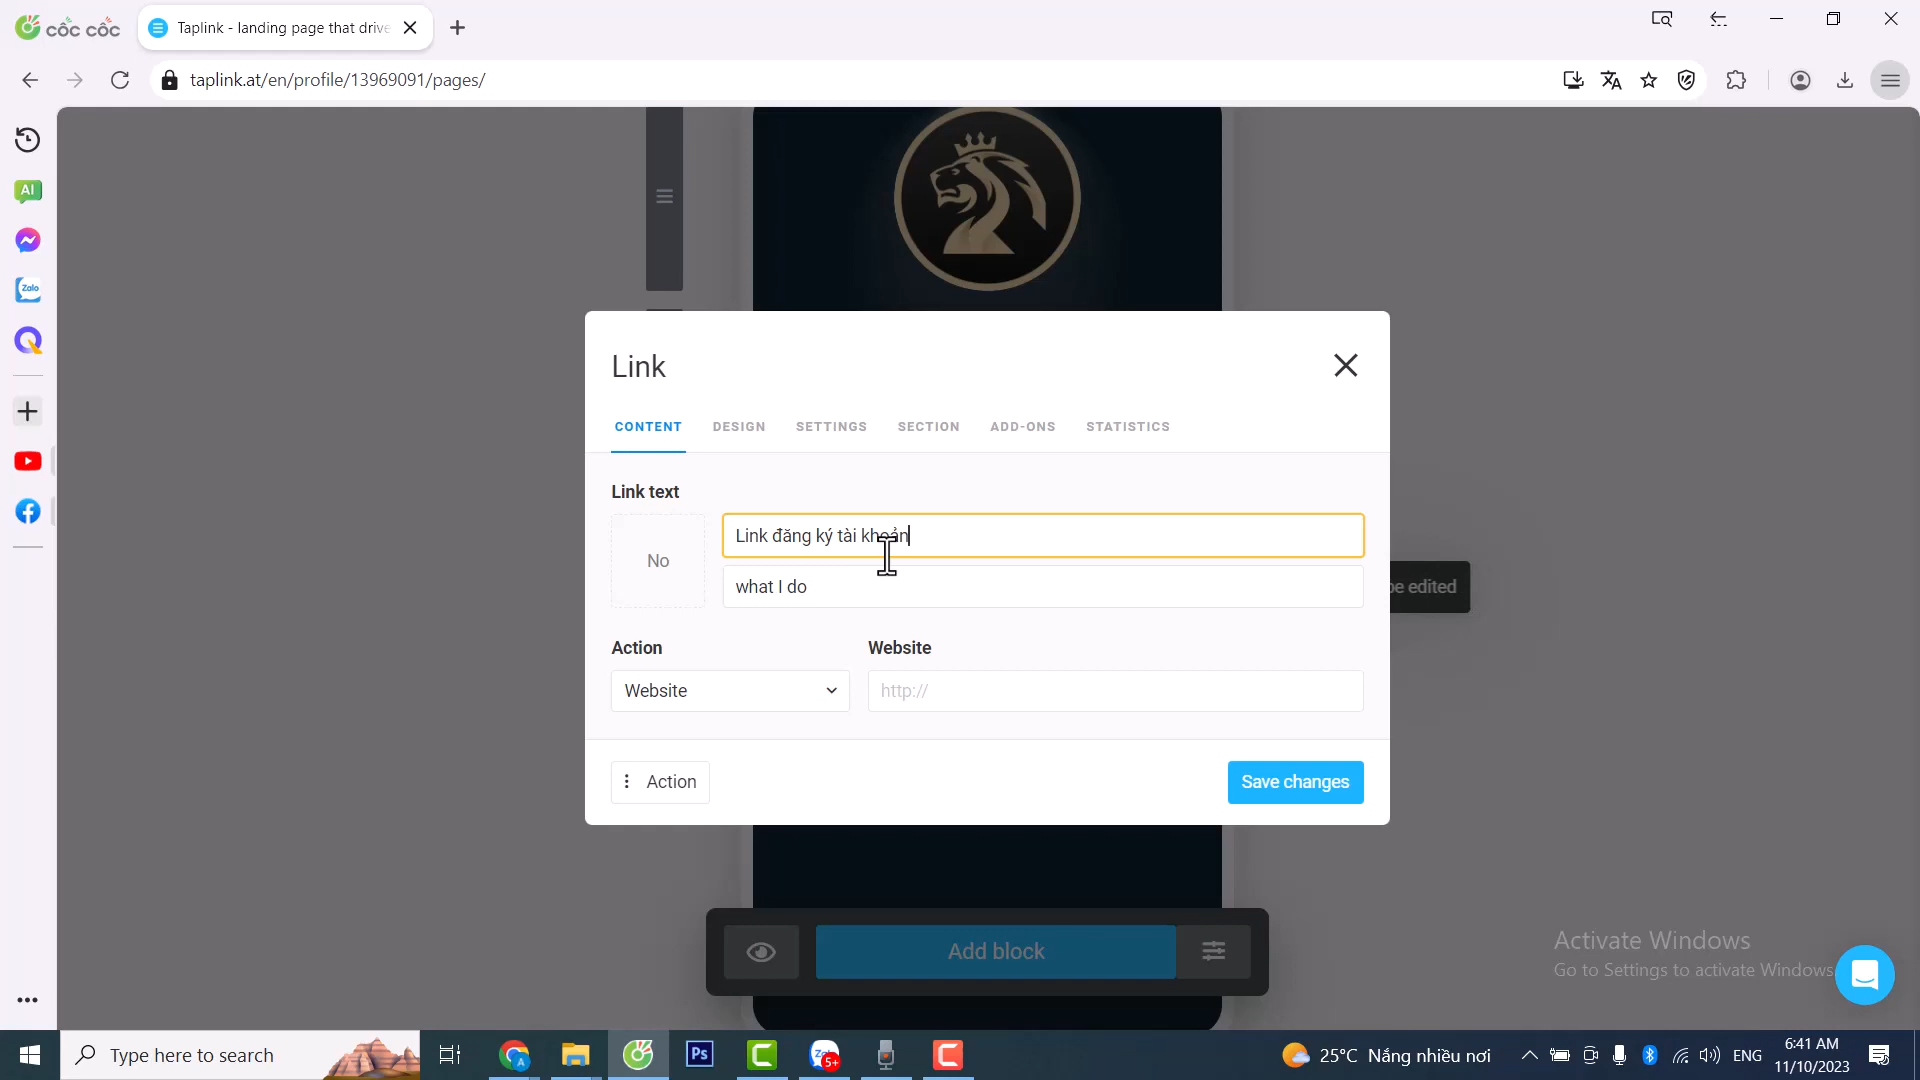 cốc cốc
Taplink - landing page that drive
taplink.at/en/profile/13969091/pages/
AI
Zalo
Link
CONTENT DESIGN SETTINGS SECTION ADD-ONS STATISTICS
Link text
No
Link đăng ký tài khoản
what I do
be edited
Action
Website
Website
http://
Action
Save changes
Add block
Activate Windows
Go to Settings to activate Windows
Type here to search
Ps
5+
25°C Nắng nhiều nơi
ENG
6:41 AM
11/10/2023